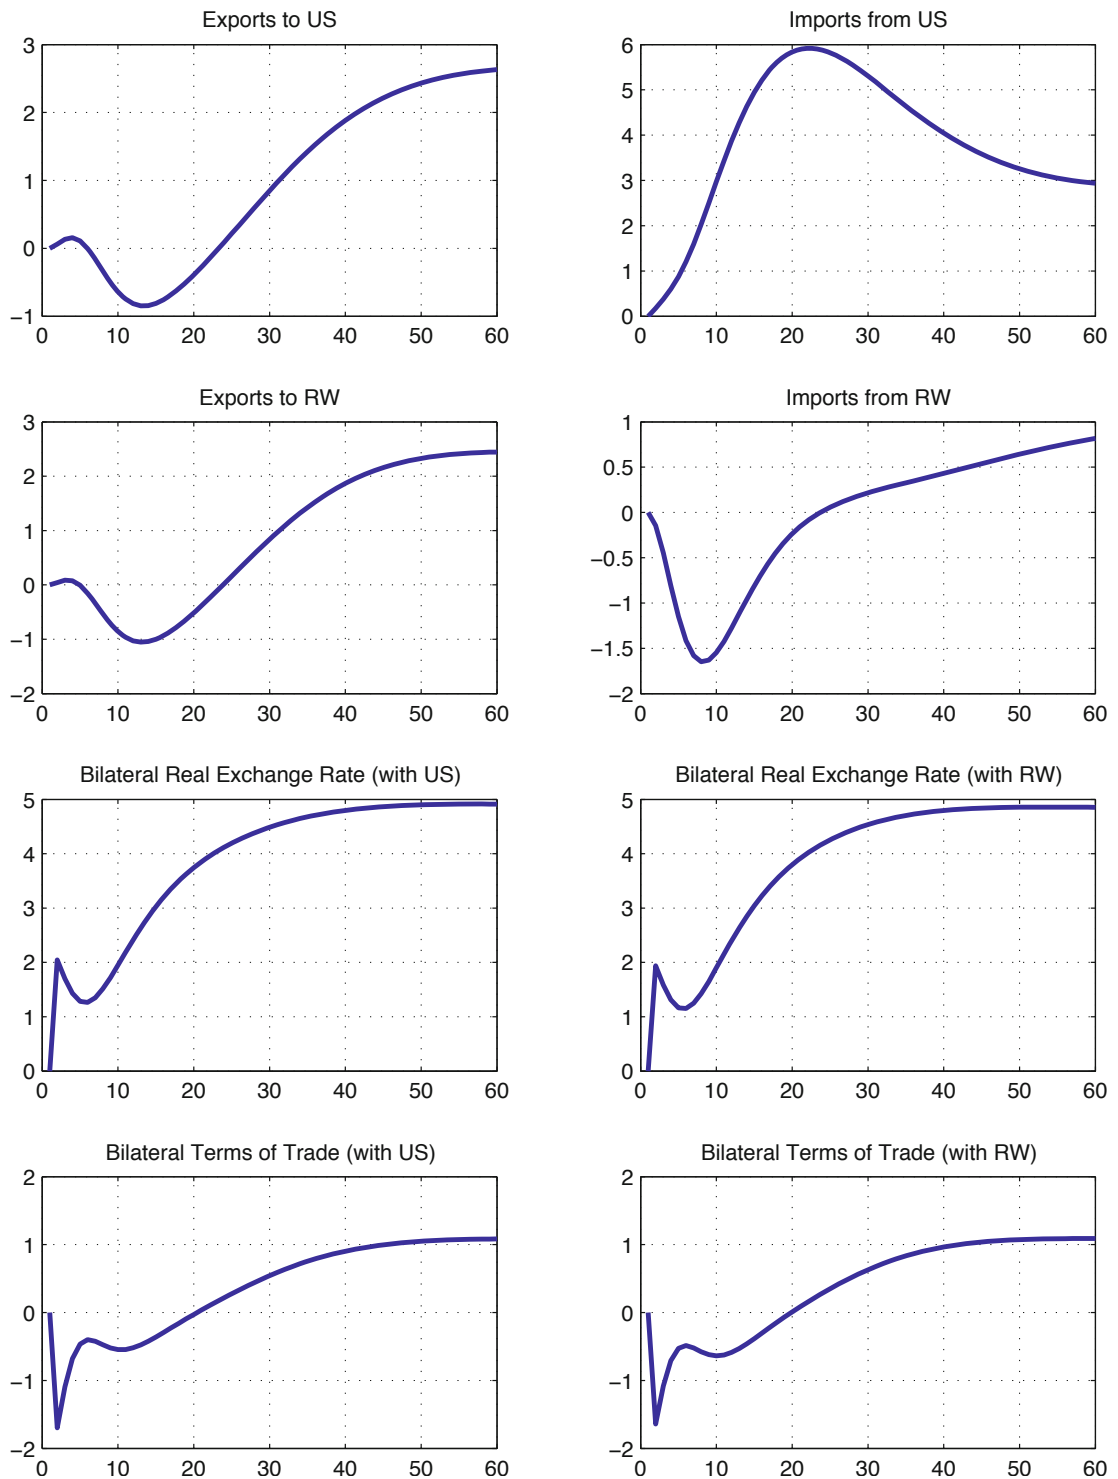 Exports to US
3
2
1
0
−1
0 10 20 30 40 50 60
Imports from US
6
5
4
3
2
1
0
0 10 20 30 40 50 60
Exports to RW
3
2
1
0
−1
−2
0 10 20 30 40 50 60
Imports from RW
1
0.5
0
−0.5
−1
−1.5
−2
0 10 20 30 40 50 60
Bilateral Real Exchange Rate (with US)
5
4
3
2
1
0
0 10 20 30 40 50 60
Bilateral Real Exchange Rate (with RW)
5
4
3
2
1
0
0 10 20 30 40 50 60
Bilateral Terms of Trade (with US)
2
1
0
−1
−2
0 10 20 30 40 50 60
Bilateral Terms of Trade (with RW)
2
1
0
−1
−2
0 10 20 30 40 50 60